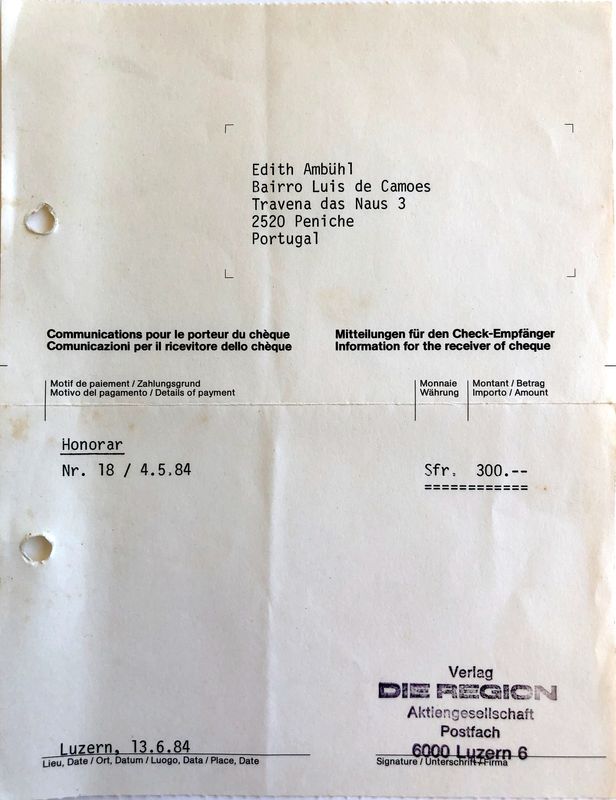 Edith Ambühl
Bairro Luis de Camoes
Travena das Naus 3
2520 Peniche
Portugal
Communications pour le porteur du chèque
Comunicazioni per il ricevitore dello chèque
Mitteilungen für den Check-Empfänger
Information for the receiver of cheque
Motif de paiement / Zahlungsgrund
Motivo del pagamento / Details of payment
Monnaie
Währung
Montant / Betrag
Importo / Amount
Honorar
Nr. 18 / 4.5.84
Sfr. 300.--
============
Verlag
DIE REGION
Aktiengesellschaft
Postfach
6000 Luzern 6
Luzern, 13.6.84
Lieu, Date / Ort, Datum / Luogo, Data / Place, Date
Signature / Unterschrift / Firma